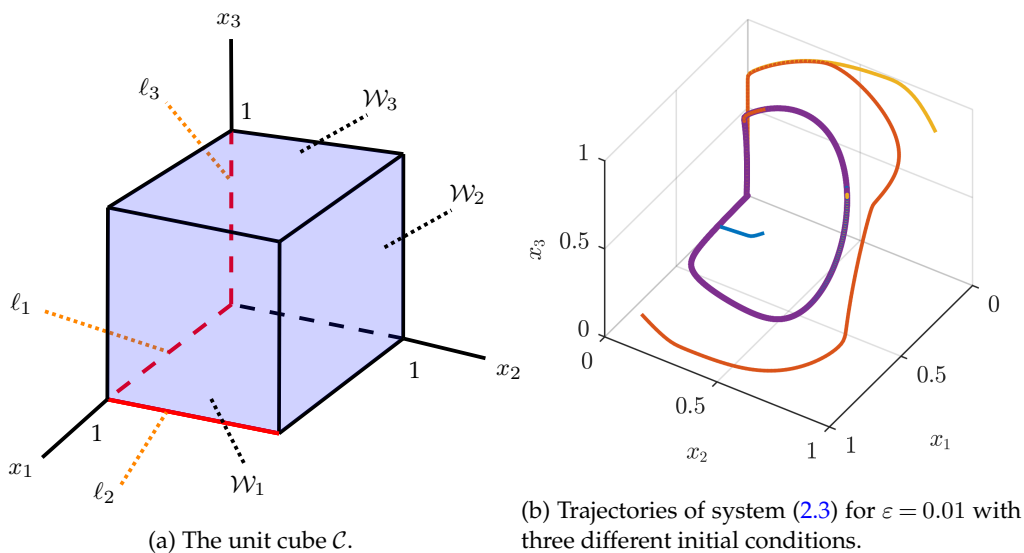 x₃
ℓ₃
1
𝒲₃
𝒲₂
ℓ₁
1
x₂
1
x₁
ℓ₂
𝒲₁
(a) The unit cube 𝒞.
1
0.5
0
x₃
0
0.5
1
x₂
1
0.5
0
x₁
(b) Trajectories of system (2.3) for ε = 0.01 with
three different initial conditions.